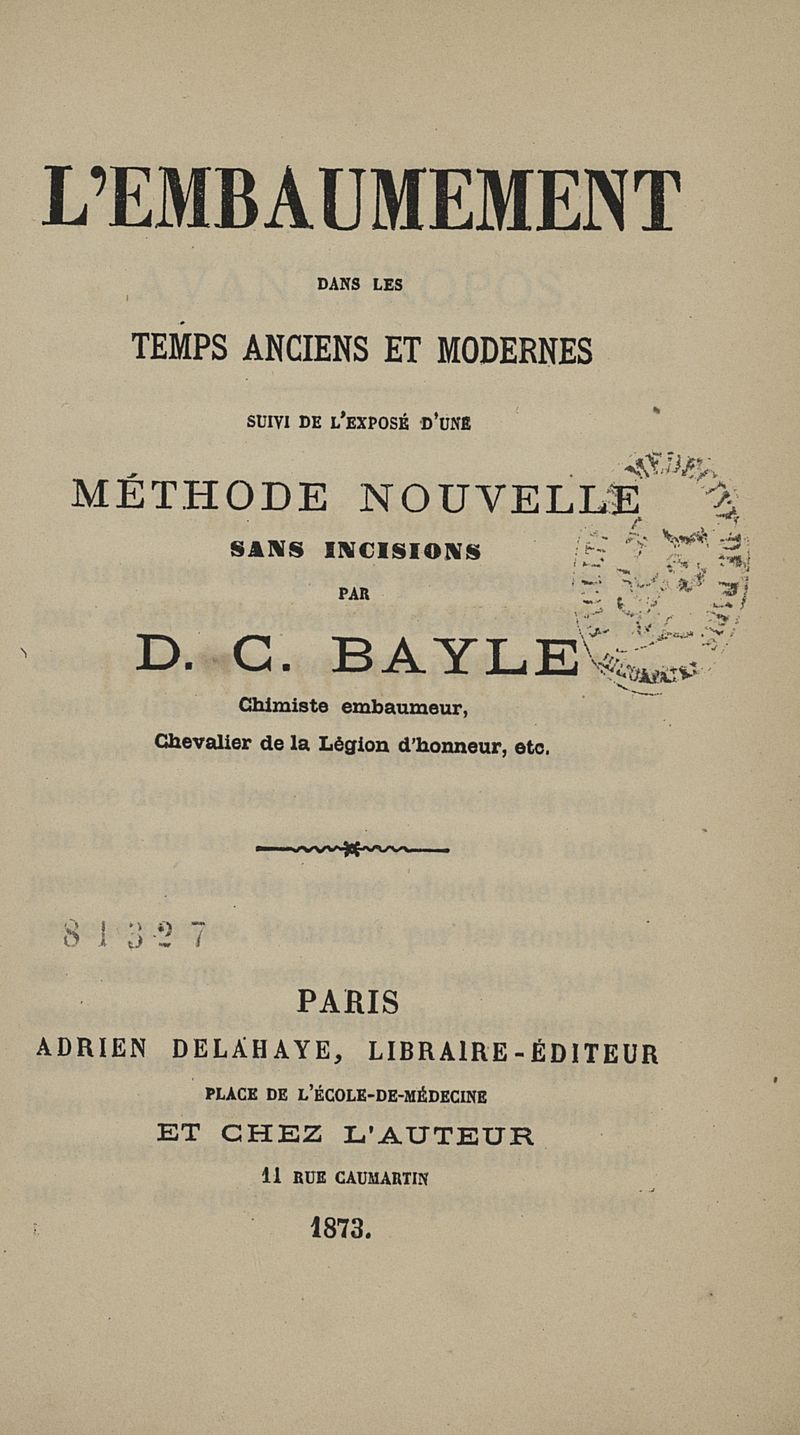 L'EMBAUMEMENT
DANS LES
TEMPS ANCIENS ET MODERNES
SUIVI DE L'EXPOSÉ D'UNE
MÉTHODE NOUVELLE
SANS INCISIONS
PAR
D. C. BAYLE
Chimiste embaumeur,
Chevalier de la Légion d'honneur, etc.
81327
PARIS
ADRIEN DELAHAYE, LIBRAIRE-ÉDITEUR
PLACE DE L'ÉCOLE-DE-MÉDECINE
ET CHEZ L'AUTEUR
11 RUE CAUMARTIN
1873.